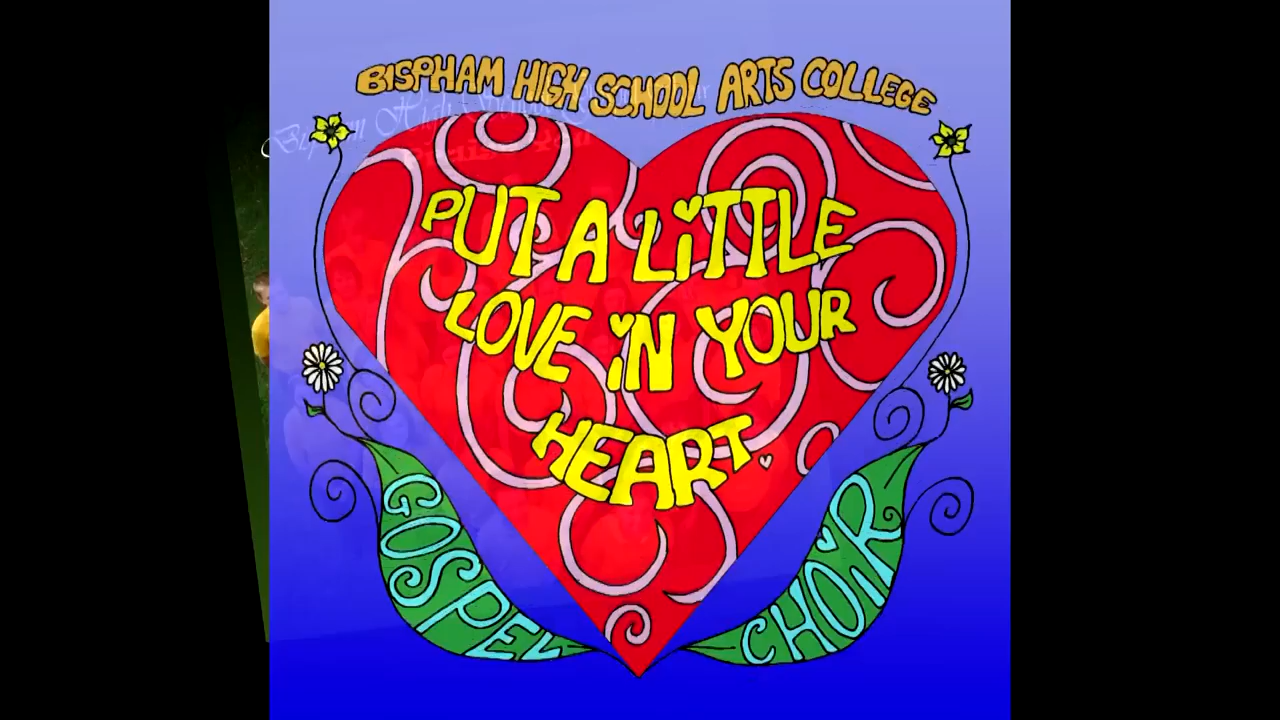 BISPHAM HIGH SCHOOL ARTS COLLEGE
PUT A LiTTLE
LOVE iN YOUR
HEART.
GOSPEL
CHOiR